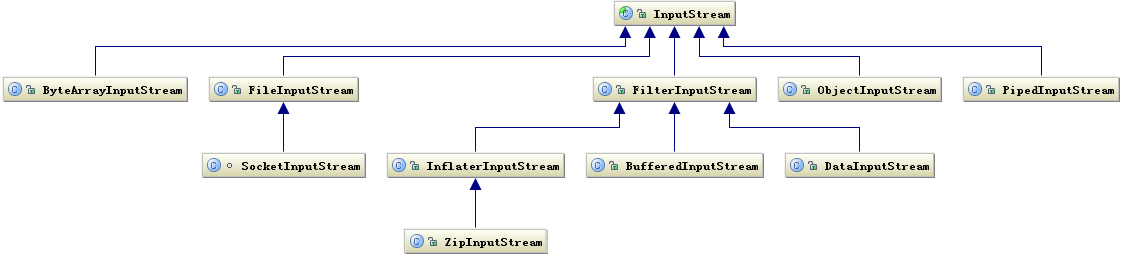 InputStream
ByteArrayInputStream
FileInputStream
FilterInputStream
ObjectInputStream
PipedInputStream
SocketInputStream
InflaterInputStream
BufferedInputStream
DataInputStream
ZipInputStream